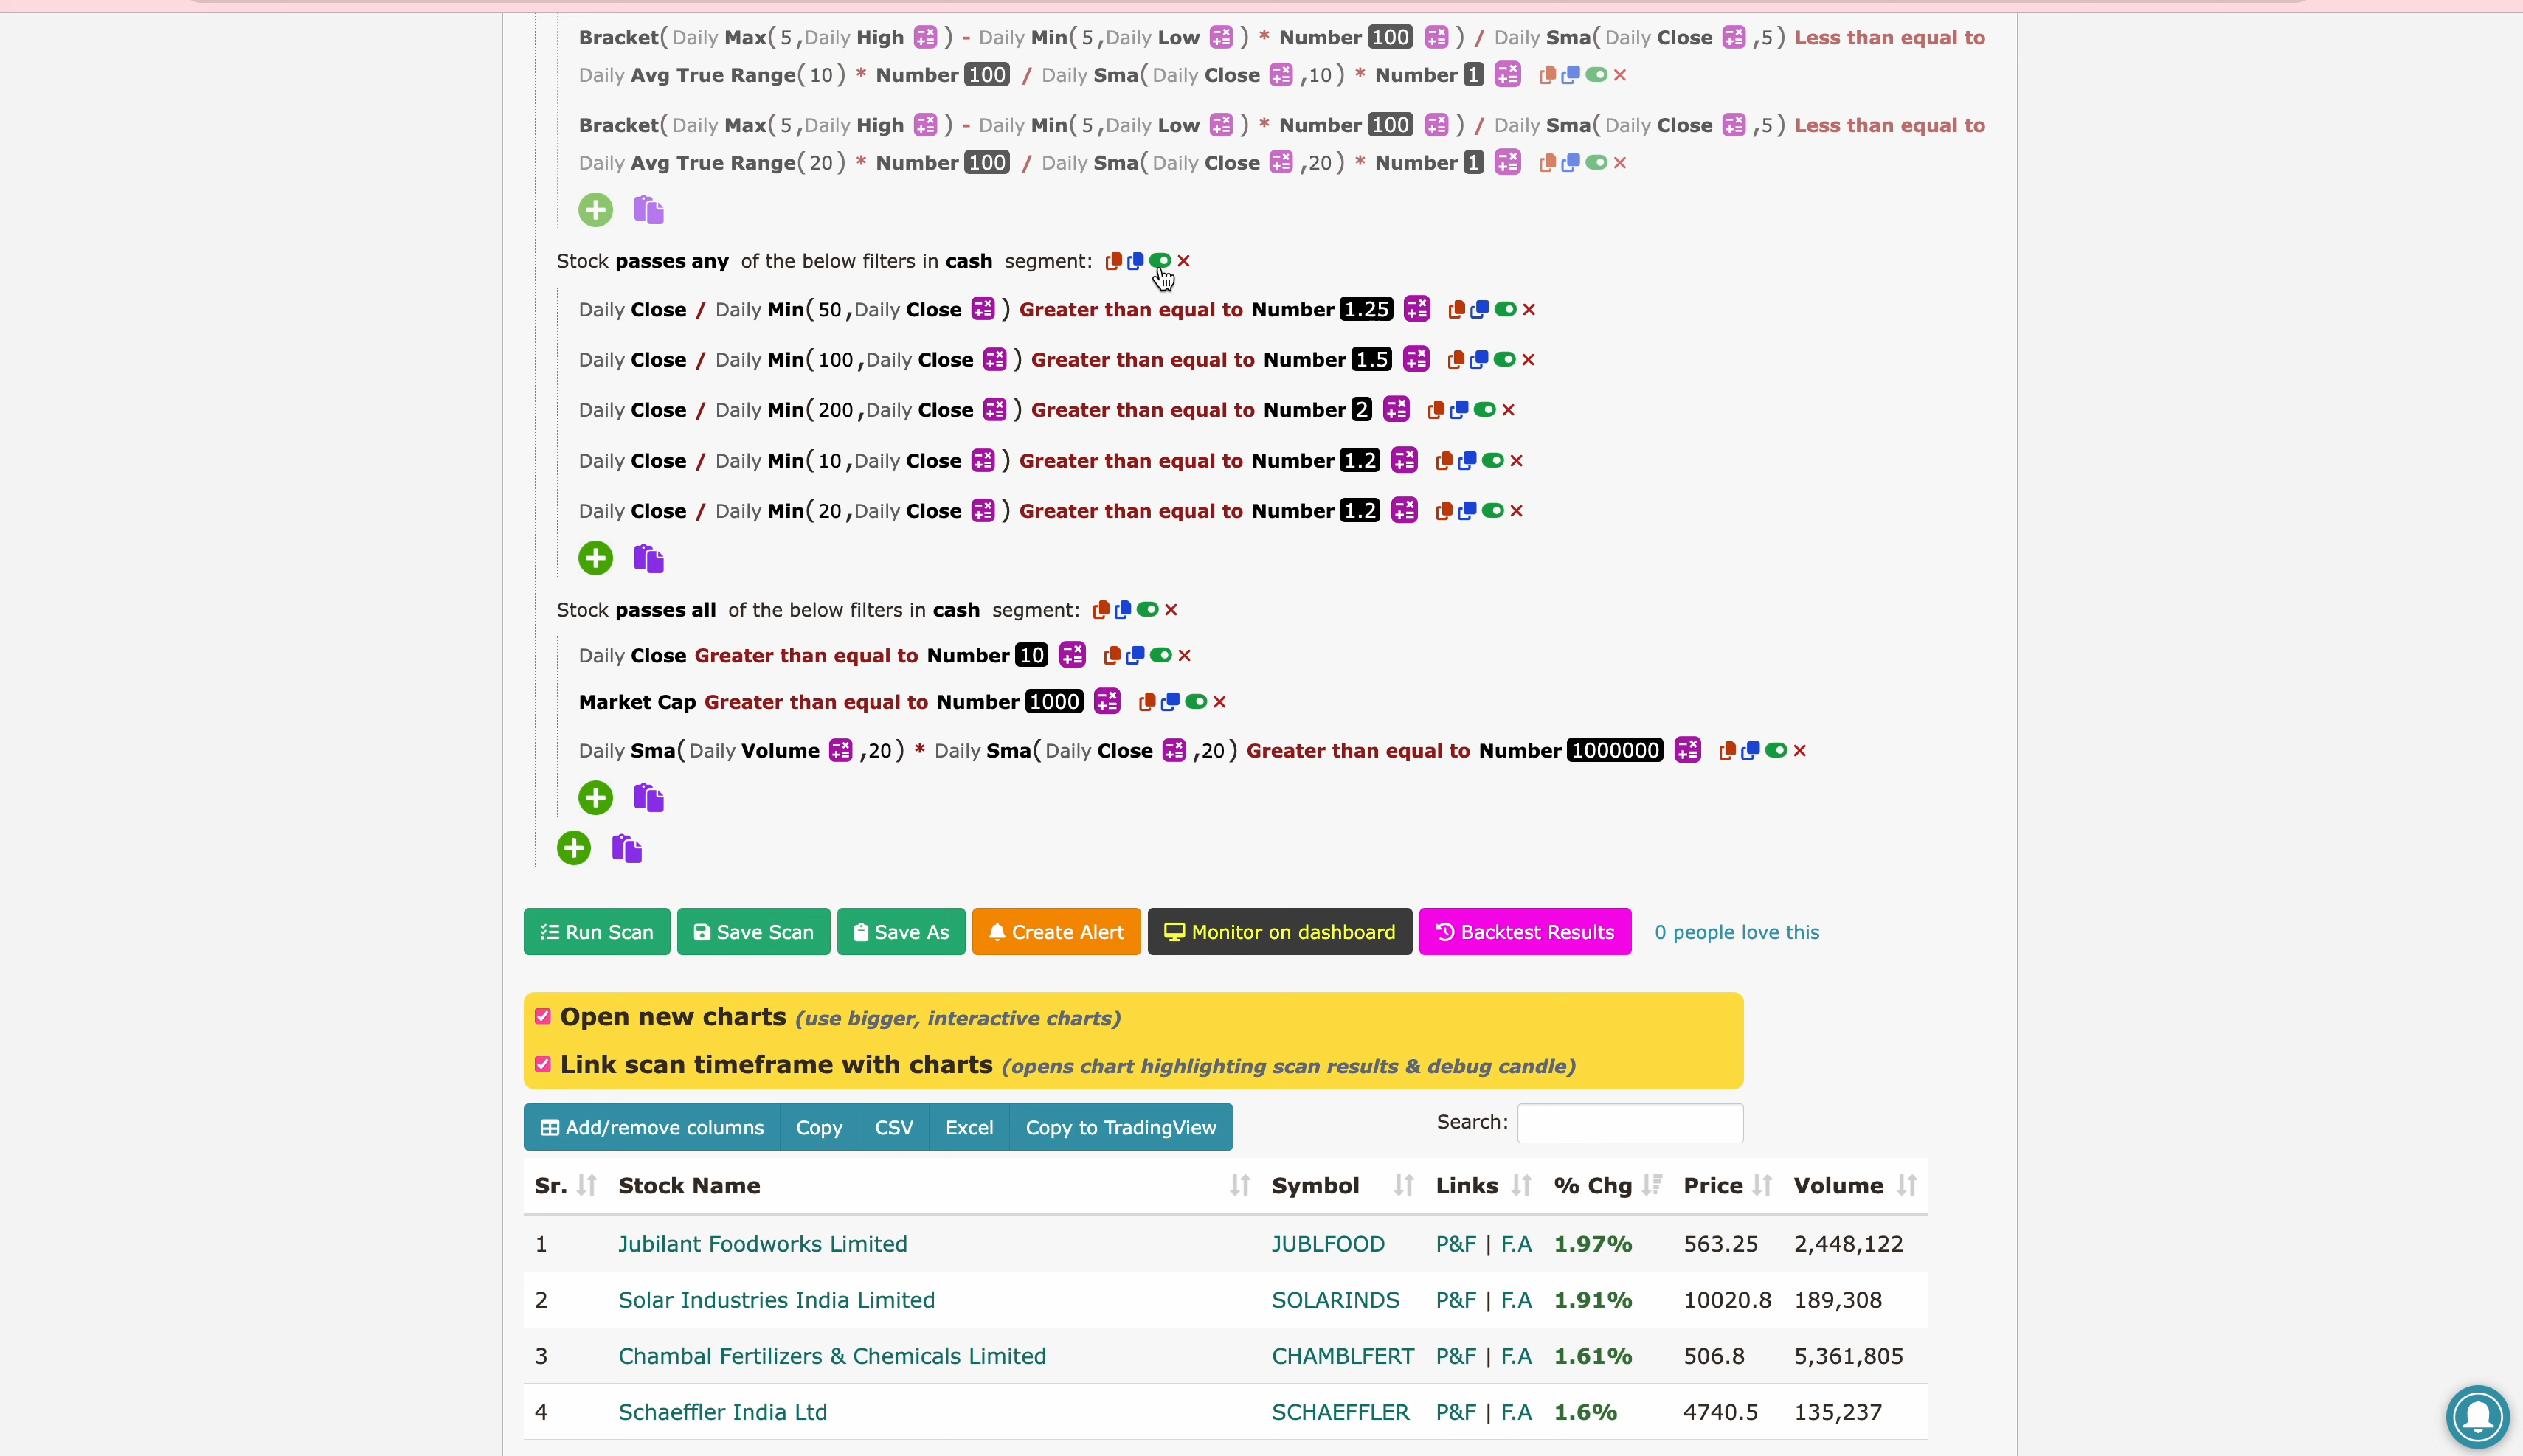 Bracket( Daily Max( 5 ,Daily High ) - Daily Min( 5 ,Daily Low ) * Number 100 ) / Daily Sma( Daily Close ,5 ) Less than equal to
Daily Avg True Range( 10 ) * Number 100 / Daily Sma( Daily Close ,10 ) * Number 1
Bracket( Daily Max( 5 ,Daily High ) - Daily Min( 5 ,Daily Low ) * Number 100 ) / Daily Sma( Daily Close ,5 ) Less than equal to
Daily Avg True Range( 20 ) * Number 100 / Daily Sma( Daily Close ,20 ) * Number 1
Stock passes any of the below filters in cash segment:
Daily Close / Daily Min( 50 ,Daily Close ) Greater than equal to Number 1.25
Daily Close / Daily Min( 100 ,Daily Close ) Greater than equal to Number 1.5
Daily Close / Daily Min( 200 ,Daily Close ) Greater than equal to Number 2
Daily Close / Daily Min( 10 ,Daily Close ) Greater than equal to Number 1.2
Daily Close / Daily Min( 20 ,Daily Close ) Greater than equal to Number 1.2
Stock passes all of the below filters in cash segment:
Daily Close Greater than equal to Number 10
Market Cap Greater than equal to Number 1000
Daily Sma( Daily Volume ,20 ) * Daily Sma( Daily Close ,20 ) Greater than equal to Number 1000000
Run Scan Save Scan Save As Create Alert Monitor on dashboard Backtest Results 0 people love this
Open new charts (use bigger, interactive charts)
Link scan timeframe with charts (opens chart highlighting scan results & debug candle)
Add/remove columns Copy CSV Excel Copy to TradingView Search:
Sr. Stock Name Symbol Links % Chg Price Volume
1 Jubilant Foodworks Limited JUBLFOOD P&F | F.A 1.97% 563.25 2,448,122
2 Solar Industries India Limited SOLARINDS P&F | F.A 1.91% 10020.8 189,308
3 Chambal Fertilizers & Chemicals Limited CHAMBLFERT P&F | F.A 1.61% 506.8 5,361,805
4 Schaeffler India Ltd SCHAEFFLER P&F | F.A 1.6% 4740.5 135,237